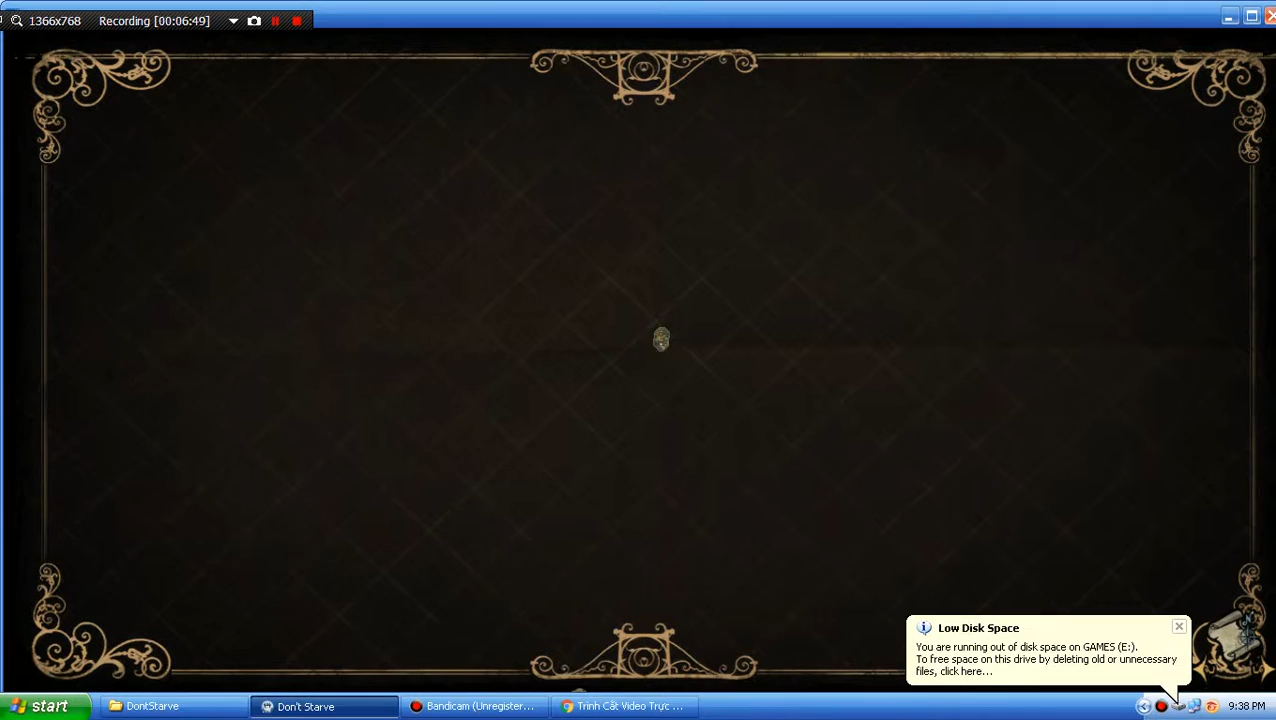 1366x768 Recording [00:06:49]
Low Disk Space
You are running out of disk space on GAMES (E:).
To free space on this drive by deleting old or unnecessary
files, click here...
start DontStarve Don't Starve Bandicam (Unregister... Trình Cắt Video Trực ... 9:38 PM